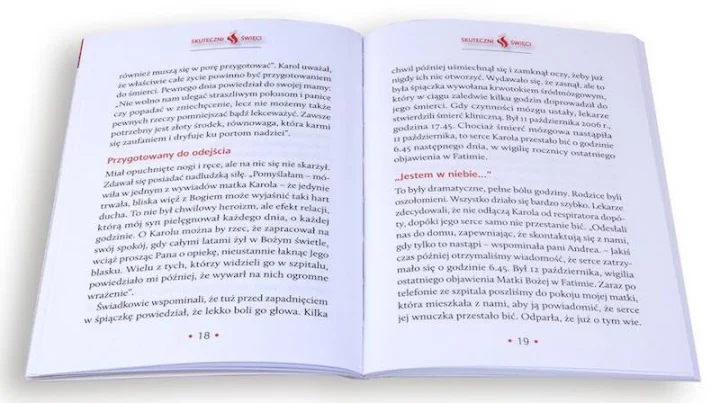 SKUTECZNI ŚWIĘCI
również muszą się w porę przygotować”. Karol uważał,
że właściwie całe życie powinno być przygotowaniem
do śmierci. Pewnego dnia powiedział do swojej mamy:
„Nie wolno nam ulegać straszliwym pokusom i panice
czy popadać w zniechęcenie, lecz nie możemy także
pewnych rzeczy pomniejszać bądź lekceważyć. Zawsze
potrzebny jest złoty środek, równowaga, która karmi
się zaufaniem i dryfuje ku portom nadziei”.
Przygotowany do odejścia
Miał opuchnięte nogi i ręce, ale na nic się nie skarżył.
Zdawał się posiadać nadludzką siłę. „Pomyślałam – mó-
wiła w jednym z wywiadów matka Karola – że jedynie
trwała, bliska więź z Bogiem może wyjaśnić taki hart
ducha. To nie był chwilowy heroizm, ale efekt relacji,
którą mój syn pielęgnował każdego dnia, o każdej
godzinie. O Karolu można by rzec, że zapracował na
swój spokój, gdy całymi latami żył w Bożym świetle,
wciąż prosząc Pana o opiekę, nieustannie łaknąc Jego
blasku. Wielu z tych, którzy widzieli go w szpitalu,
powiedziało mi później, że wywarł na nich ogromne
wrażenie”.
Świadkowie wspominali, że tuż przed zapadnięciem
w śpiączkę powiedział, że lekko boli go głowa. Kilka
• 18 •
SKUTECZNI ŚWIĘCI
chwil później uśmiechnął się i zamknął oczy, żeby już
nigdy ich nie otworzyć. Wydawało się, że zasnął, ale to
była śpiączka wywołana krwotokiem śródmózgowym,
który w ciągu zaledwie kilku godzin doprowadził do
jego śmierci. Gdy czynności mózgu ustały, lekarze
stwierdzili śmierć kliniczną. Był 11 października 2006 r.,
godzina 17.45. Chociaż śmierć mózgowa nastąpiła
11 października, to serce Karola przestało bić o godzinie
6.45 następnego dnia, w wigilię rocznicy ostatniego
objawienia w Fatimie.
„Jestem w niebie...”
To były dramatyczne, pełne bólu godziny. Rodzice byli
oszołomieni. Wszystko działo się bardzo szybko. Lekarze
zdecydowali, że nie odłączą Karola od respiratora dopó-
ty, dopóki jego serce samo nie przestanie bić. „Odesłali
nas do domu, zapewniając, że skontaktują się z nami,
gdy tylko to nastąpi – wspominała pani Andrea. – Jakiś
czas później otrzymaliśmy wiadomość, że serce zatrzy-
mało się o godzinie 6.45. Był 12 października, wigilia
ostatniego objawienia Matki Bożej w Fatimie. Zaraz po
telefonie ze szpitala poszliśmy do pokoju mojej matki,
która mieszkała z nami, aby ją powiadomić, że serce
jej wnuczka przestało bić. Odparła, że już o tym wie.
• 19 •